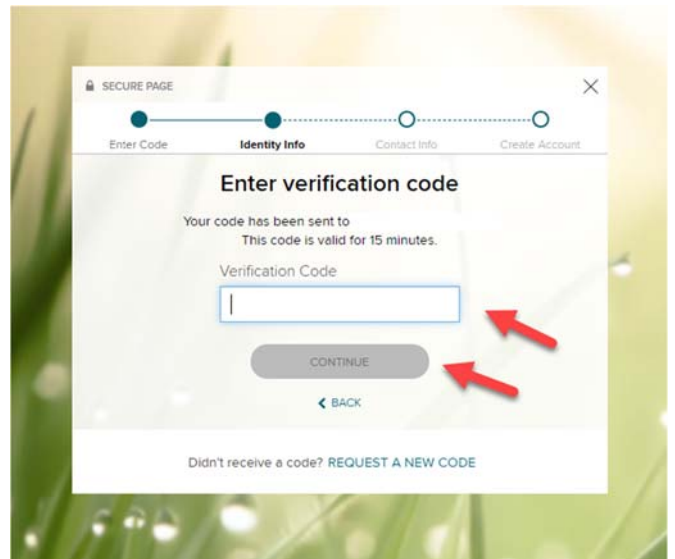 SECURE PAGE
Enter Code Identity Info Contact Info Create Account
Enter verification code
Your code has been sent to
This code is valid for 15 minutes.
Verification Code
CONTINUE
BACK
Didn't receive a code? REQUEST A NEW CODE